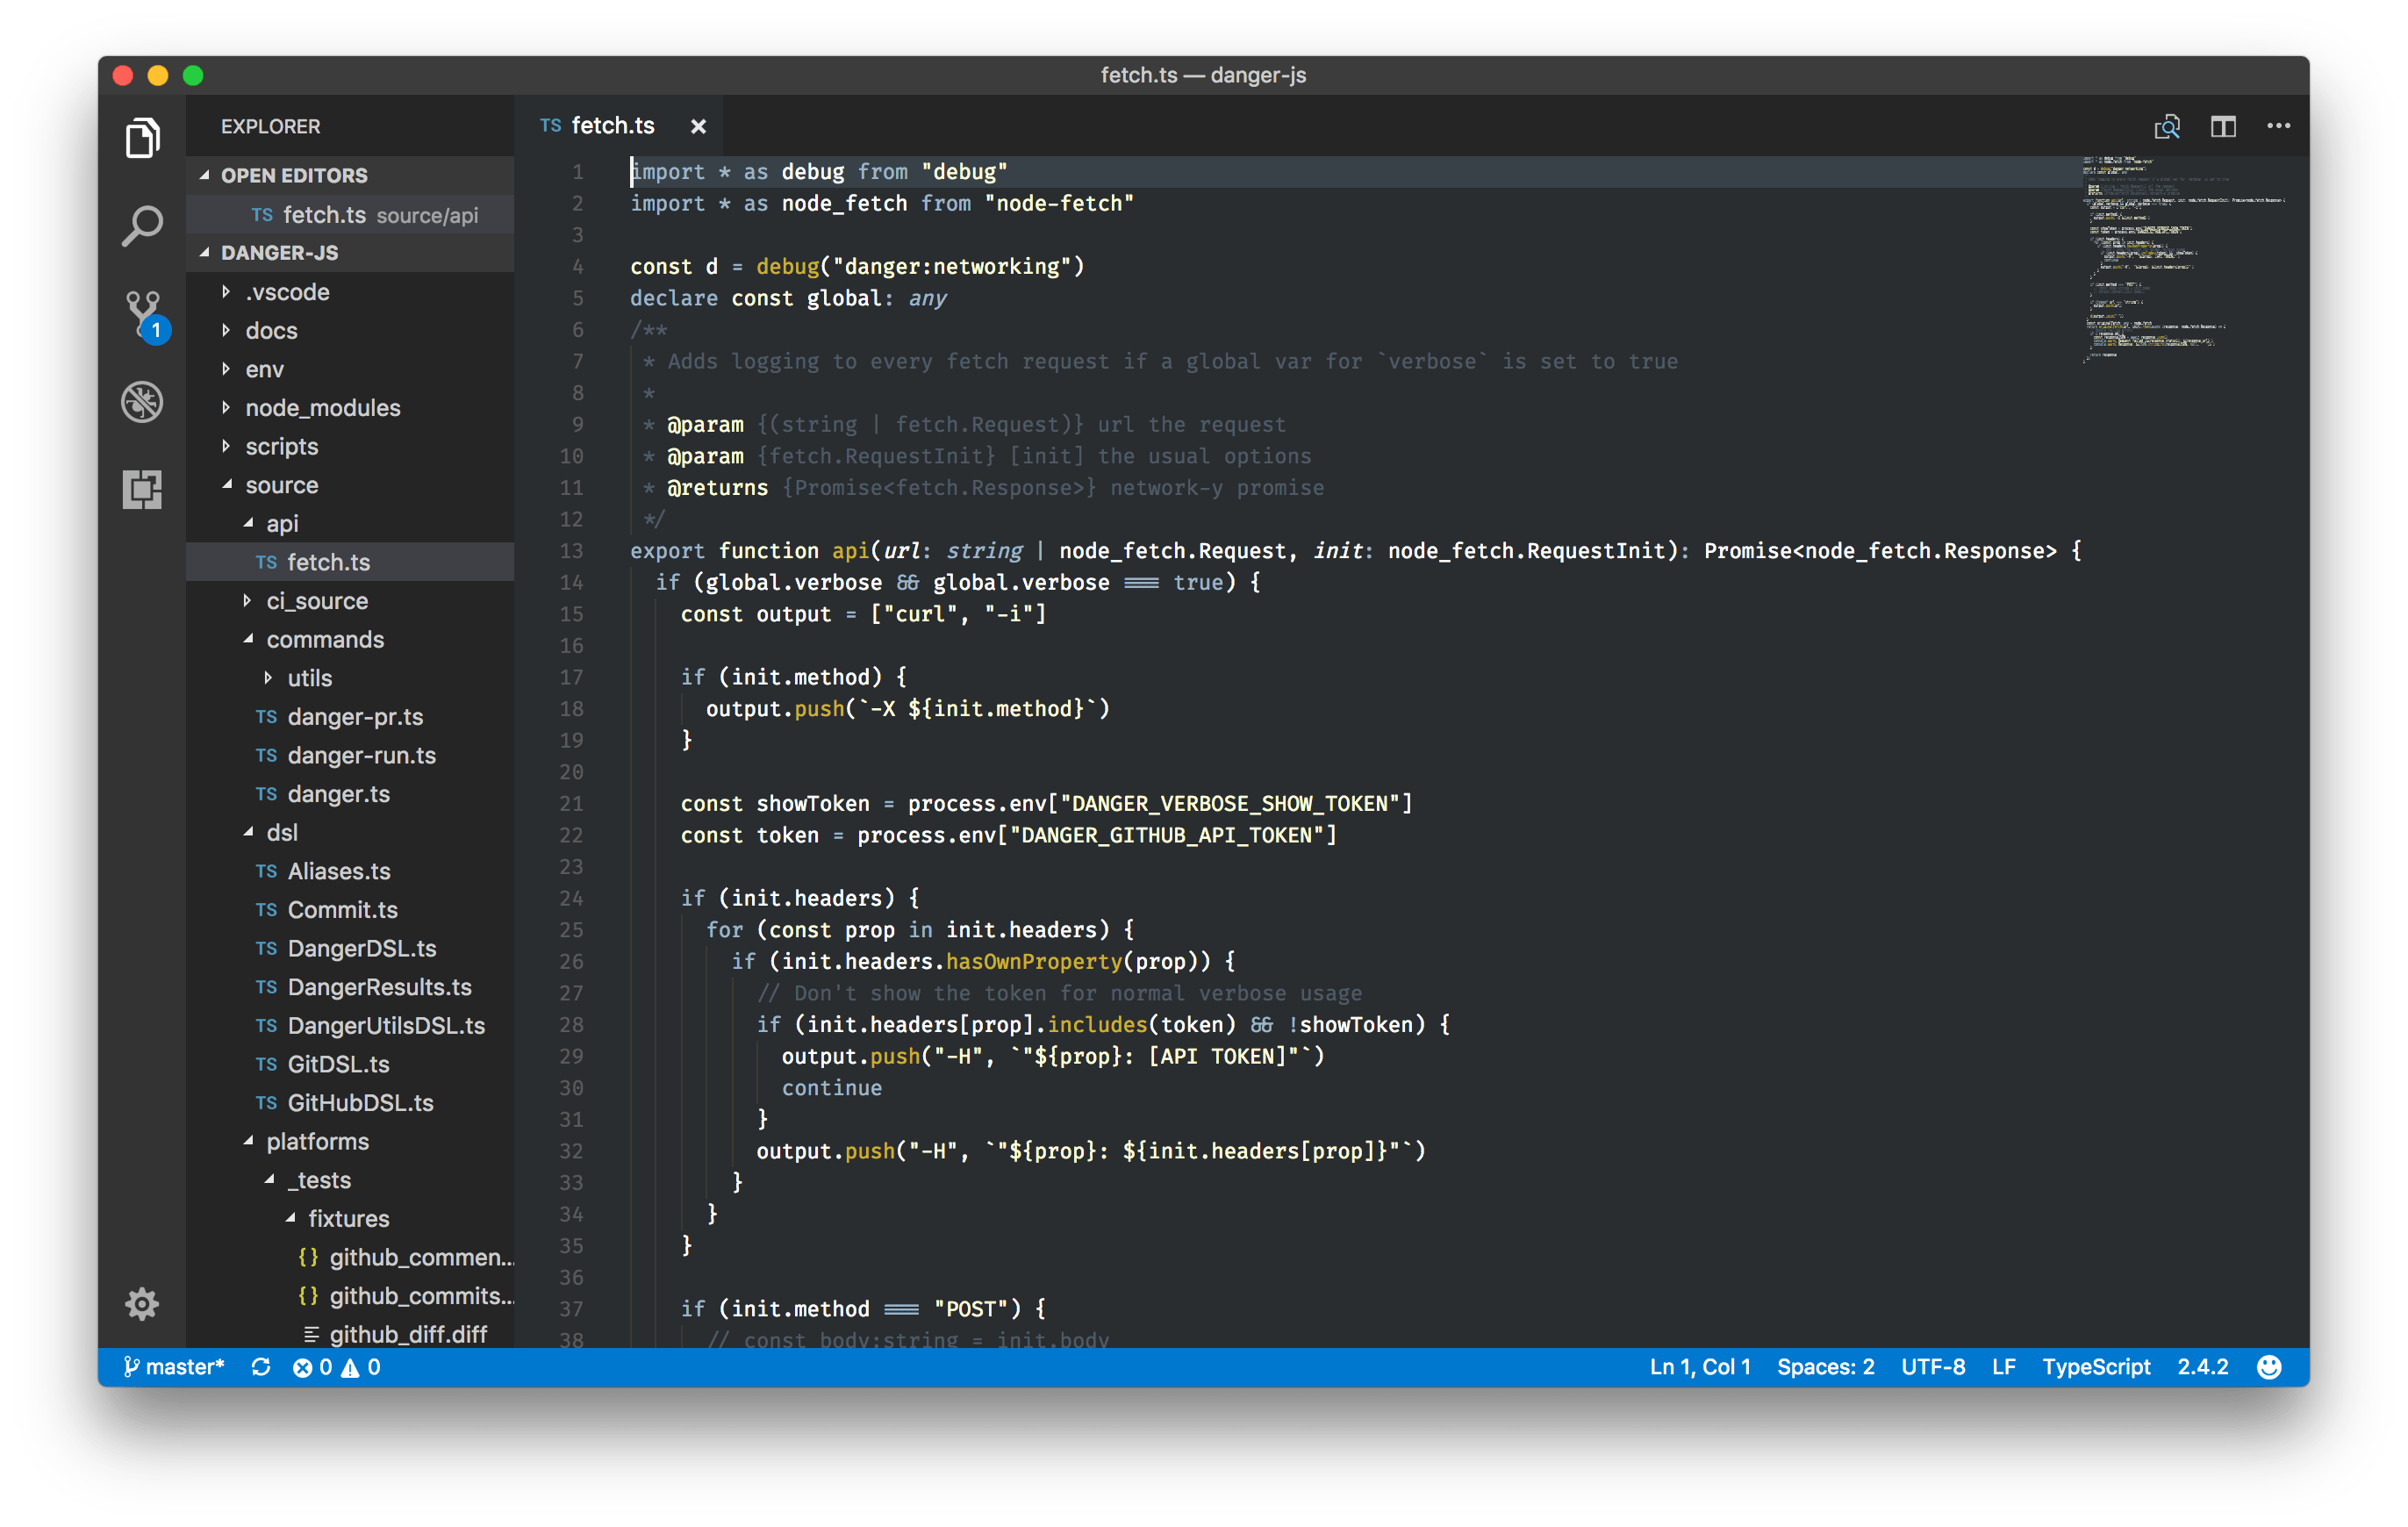 fetch.ts — danger-js
EXPLORER
OPEN EDITORS
TS fetch.ts source/api
DANGER-JS
.vscode
docs
env
node_modules
scripts
source
api
TS fetch.ts
ci_source
commands
utils
TS danger-pr.ts
TS danger-run.ts
TS danger.ts
dsl
TS Aliases.ts
TS Commit.ts
TS DangerDSL.ts
TS DangerResults.ts
TS DangerUtilsDSL.ts
TS GitDSL.ts
TS GitHubDSL.ts
platforms
_tests
fixtures
{} github_commen...
{} github_commits...
github_diff.diff
1
TS fetch.ts ×
1 import * as debug from "debug"
2 import * as node_fetch from "node-fetch"
3
4 const d = debug("danger:networking")
5 declare const global: any
6 /**
7 * Adds logging to every fetch request if a global var for `verbose` is set to true
8 *
9 * @param {(string | fetch.Request)} url the request
10 * @param {fetch.RequestInit} [init] the usual options
11 * @returns {Promise<fetch.Response>} network-y promise
12 */
13 export function api(url: string | node_fetch.Request, init: node_fetch.RequestInit): Promise<node_fetch.Response> {
14 if (global.verbose && global.verbose === true) {
15 const output = ["curl", "-i"]
16
17 if (init.method) {
18 output.push(`-X ${init.method}`)
19 }
20
21 const showToken = process.env["DANGER_VERBOSE_SHOW_TOKEN"]
22 const token = process.env["DANGER_GITHUB_API_TOKEN"]
23
24 if (init.headers) {
25 for (const prop in init.headers) {
26 if (init.headers.hasOwnProperty(prop)) {
27 // Don't show the token for normal verbose usage
28 if (init.headers[prop].includes(token) && !showToken) {
29 output.push("-H", `"${prop}: [API TOKEN]"`)
30 continue
31 }
32 output.push("-H", `"${prop}: ${init.headers[prop]}"`)
33 }
34 }
35 }
36
37 if (init.method === "POST") {
38 // const body:string = init.body
master* 0 0
Ln 1, Col 1 Spaces: 2 UTF-8 LF TypeScript 2.4.2